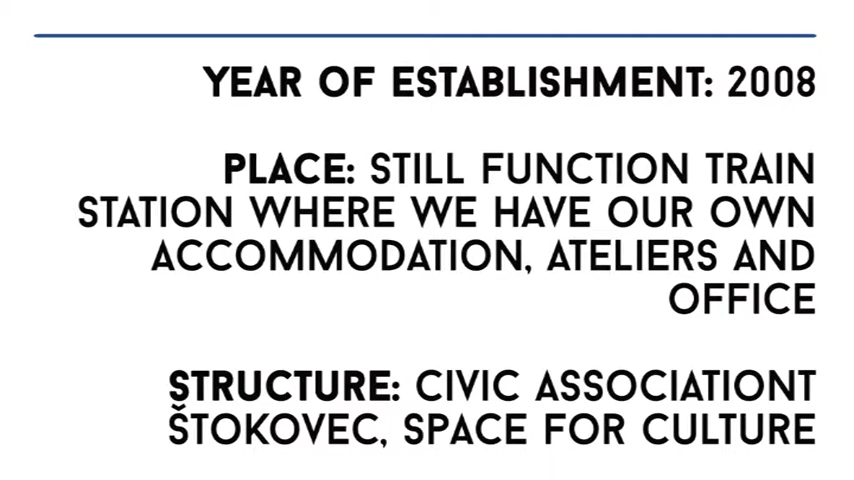 YEAR OF ESTABLISHMENT: 2008
PLACE: STILL FUNCTION TRAIN
STATION WHERE WE HAVE OUR OWN
ACCOMMODATION, ATELIERS AND
OFFICE
STRUCTURE: CIVIC ASSOCIATIONT
ŠTOKOVEC, SPACE FOR CULTURE